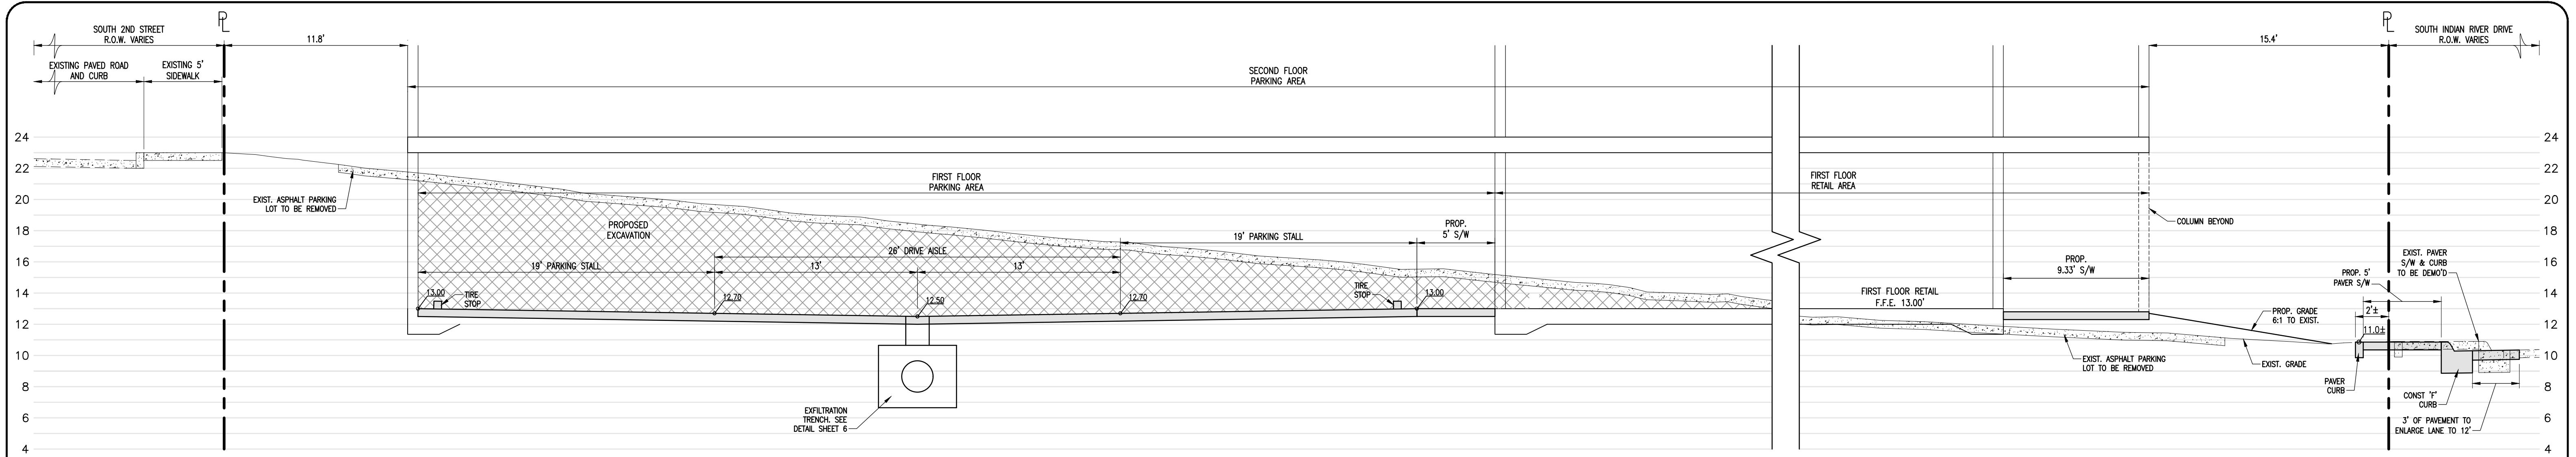 SOUTH 2ND STREET
R.O.W. VARIES
PL
11.8'
EXISTING PAVED ROAD
AND CURB
EXISTING 5'
SIDEWALK
SECOND FLOOR
PARKING AREA
15.4'
PL
SOUTH INDIAN RIVER DRIVE
R.O.W. VARIES
24
22
20
18
16
14
12
10
8
6
4
EXIST. ASPHALT PARKING
LOT TO BE REMOVED
FIRST FLOOR
PARKING AREA
FIRST FLOOR
RETAIL AREA
PROPOSED
EXCAVATION
26' DRIVE AISLE
19' PARKING STALL
13'
13'
19' PARKING STALL
PROP.
5' S/W
13.00
TIRE
STOP
12.70
12.50
12.70
TIRE
STOP
13.00
EXFILTRATION
TRENCH. SEE
DETAIL SHEET 6
FIRST FLOOR RETAIL
F.F.E. 13.00'
PROP.
9.33' S/W
COLUMN BEYOND
EXIST. PAVER
S/W & CURB
TO BE DEMO'D
PROP. 5'
PAVER S/W
2'±
11.0±
PROP. GRADE
6:1 TO EXIST.
EXIST. ASPHALT PARKING
LOT TO BE REMOVED
EXIST. GRADE
PAVER
CURB
CONST 'F'
CURB
3' OF PAVEMENT TO
ENLARGE LANE TO 12'
24
22
20
18
16
14
12
10
8
6
4